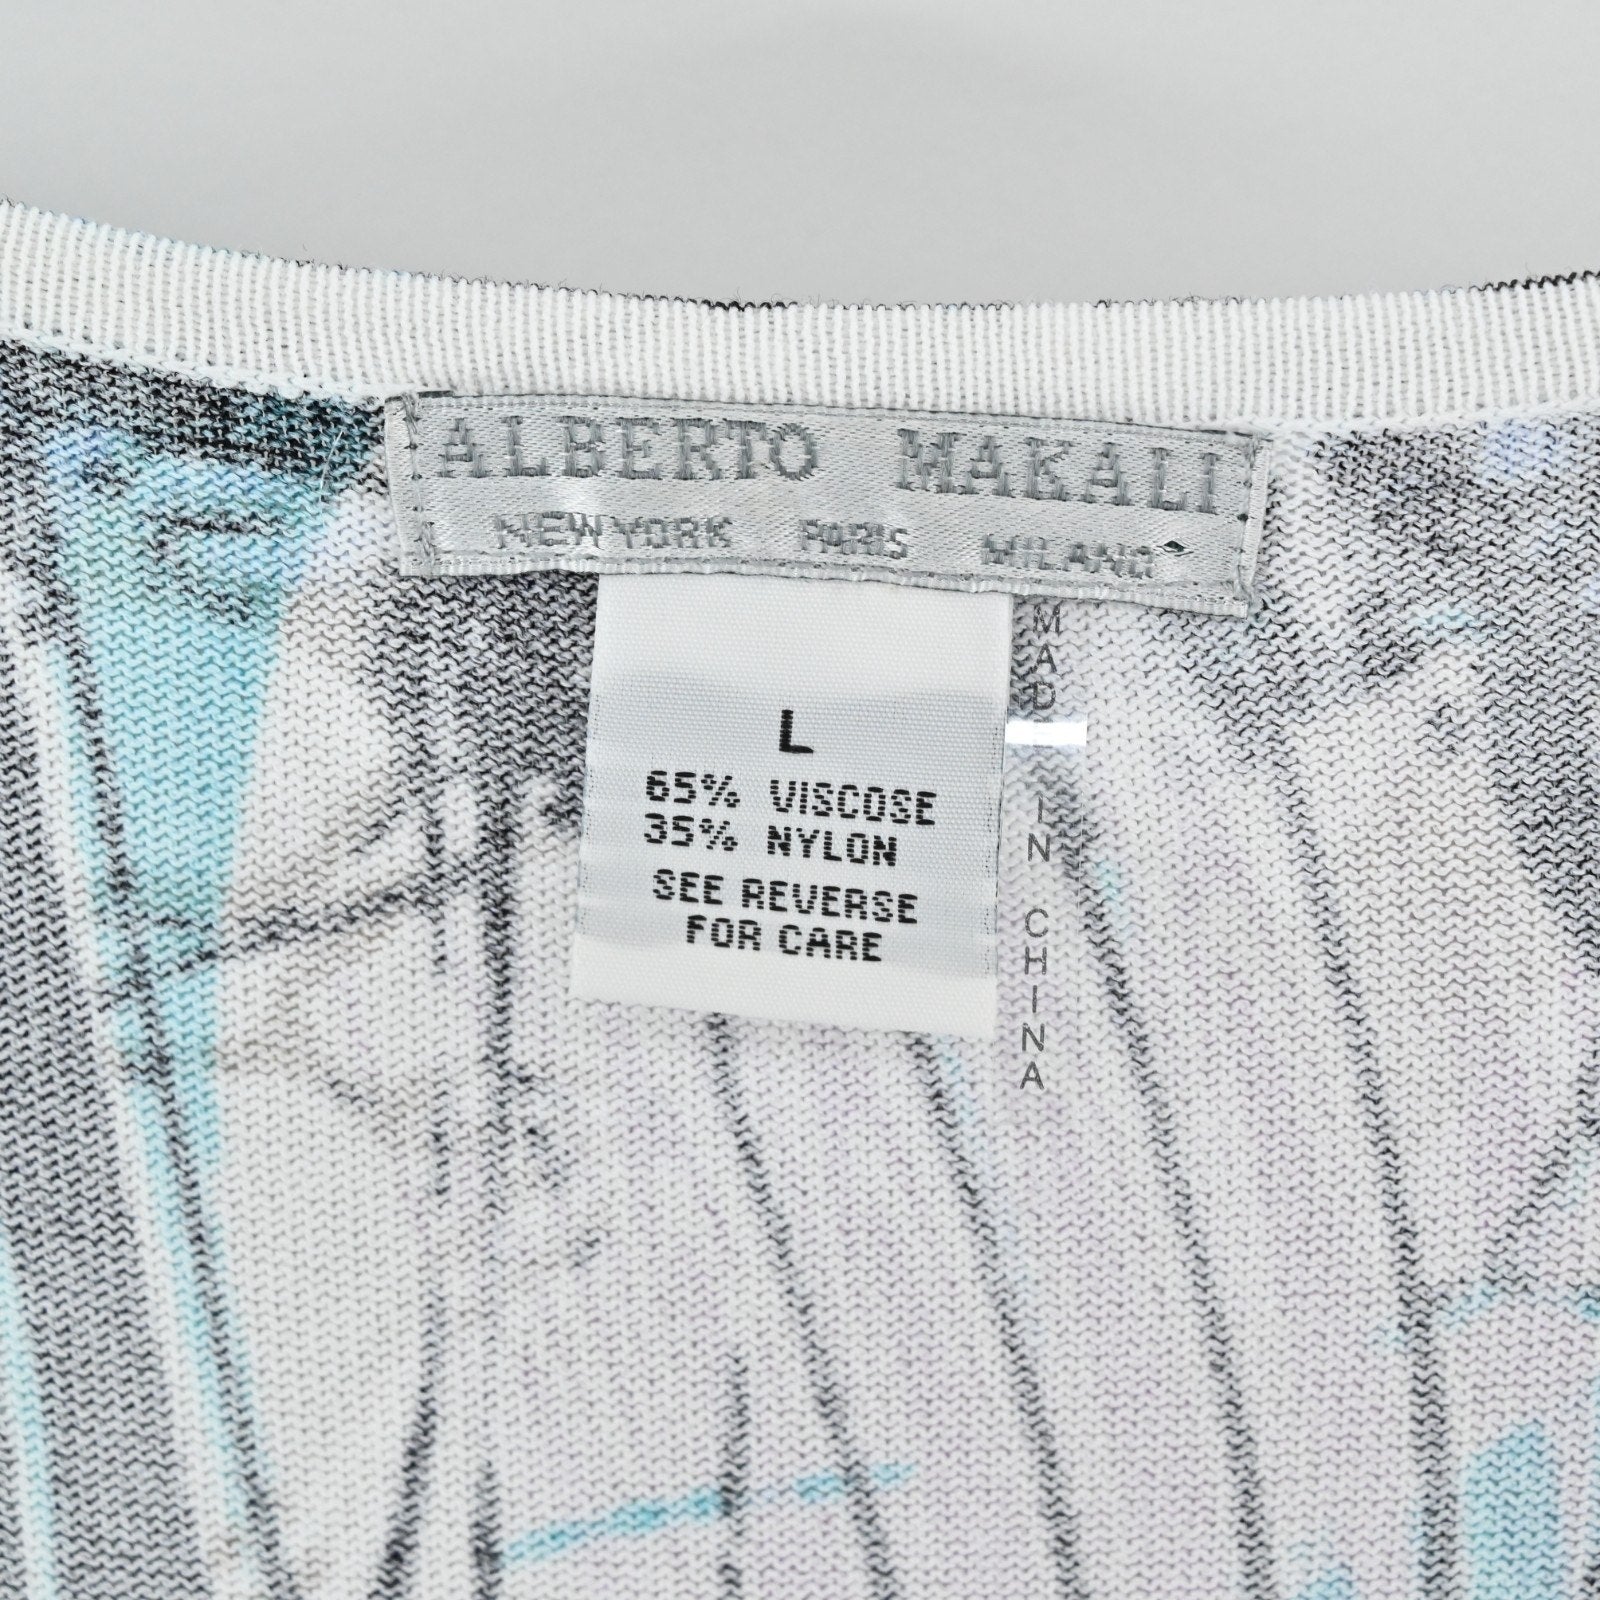 ALBERTO MAKALI
NEW YORK PARIS MILANO
L
65% VISCOSE
35% NYLON
SEE REVERSE
FOR CARE
MADE IN CHINA